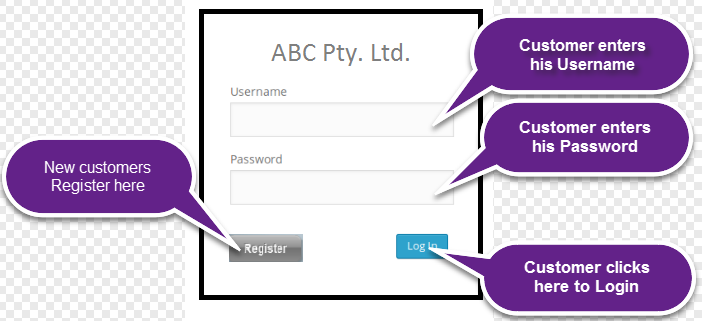 ABC Pty. Ltd.
Customer enters
his Username
Username
Customer enters
his Password
Password
New customers
Register here
Register
Log In
Customer clicks
here to Login